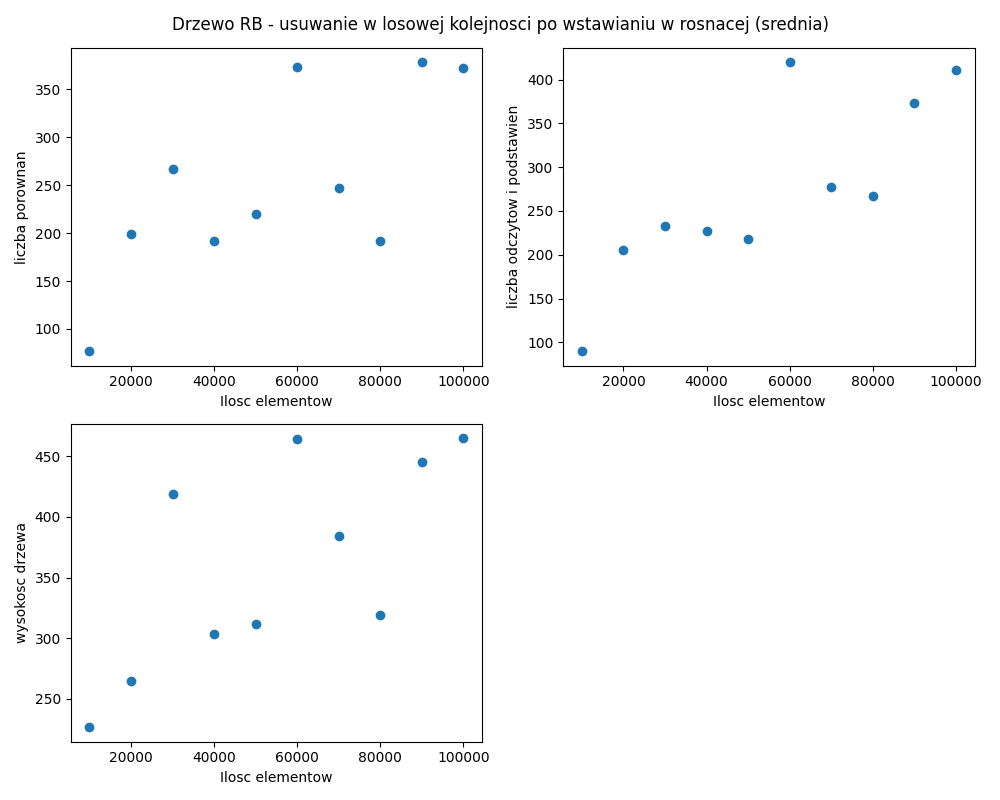 Drzewo RB - usuwanie w losowej kolejnosci po wstawianiu w rosnacej (srednia)
350
300
250
200
150
100
liczba porownan
20000 40000 60000 80000 100000
Ilosc elementow
400
350
300
250
200
150
100
liczba odczytow i podstawien
20000 40000 60000 80000 100000
Ilosc elementow
450
400
350
300
250
wysokosc drzewa
20000 40000 60000 80000 100000
Ilosc elementow